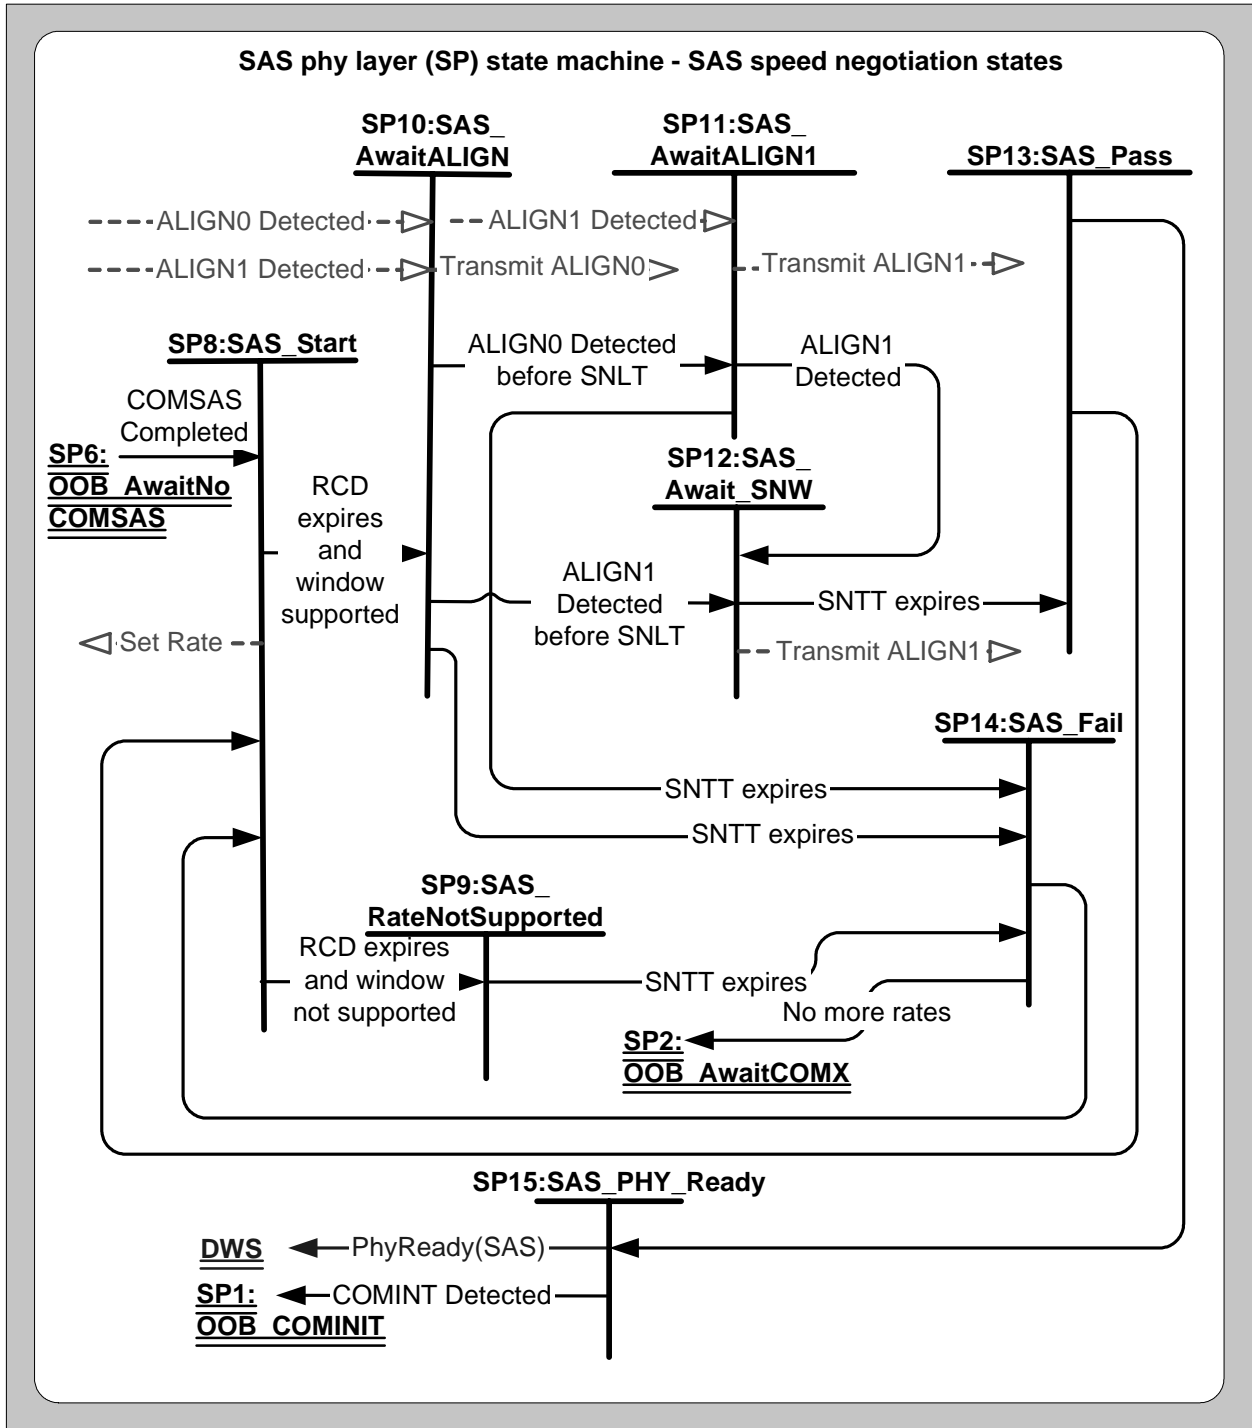 SAS phy layer (SP) state machine - SAS speed negotiation states
SP10:SAS_
AwaitALIGN
SP11:SAS_
AwaitALIGN1
SP13:SAS_Pass
ALIGN0 Detected
ALIGN1 Detected
ALIGN1 Detected
Transmit ALIGN0
Transmit ALIGN1
SP8:SAS_Start
ALIGN0 Detected
before SNLT
ALIGN1
Detected
COMSAS
Completed
SP6:
OOB_AwaitNo
COMSAS
RCD
expires
and
window
supported
SP12:SAS_
Await_SNW
ALIGN1
Detected
before SNLT
SNTT expires
Set Rate
Transmit ALIGN1
SP14:SAS_Fail
SNTT expires
SNTT expires
SP9:SAS_
RateNotSupported
RCD expires
and window
not supported
SNTT expires
No more rates
SP2:
OOB_AwaitCOMX
SP15:SAS_PHY_Ready
DWS
PhyReady(SAS)
SP1:
OOB_COMINIT
COMINT Detected